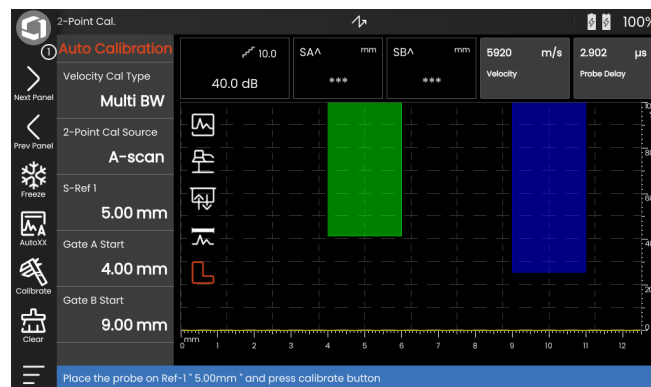 2-Point Cal.
100%
1
Auto Calibration
10.0
40.0 dB
SA^ mm
***
SB^ mm
***
5920 m/s
Velocity
2.902 µs
Probe Delay
Next Panel
Velocity Cal Type
Multi BW
Prev Panel
2-Point Cal Source
A-scan
Freeze
S-Ref 1
5.00 mm
AutoXX
Gate A Start
4.00 mm
Calibrate
Gate B Start
9.00 mm
Clear
80
60
40
20
0
mm
1 2 3 4 5 6 7 8 9 10 11 12
Place the probe on Ref-1 " 5.00mm " and press calibrate button